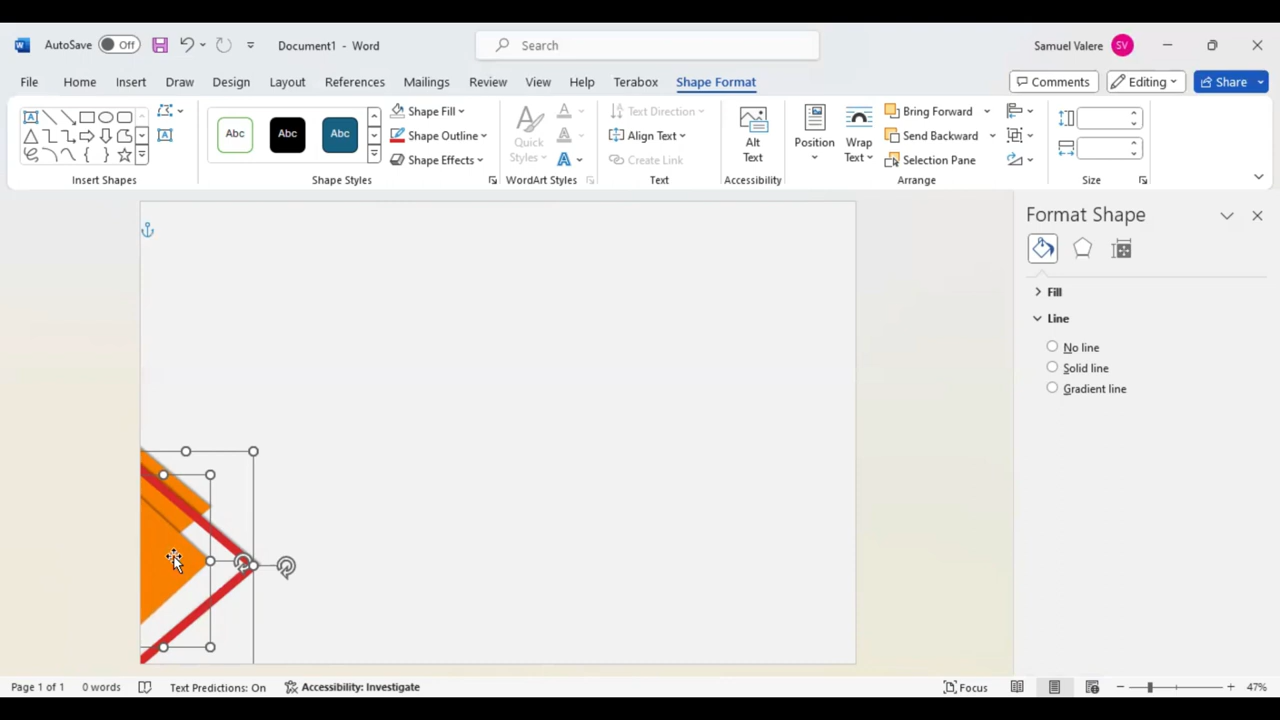 AutoSave Off Document1 - Word Search Samuel Valere SV
File Home Insert Draw Design Layout References Mailings Review View Help Terabox Shape Format Comments Editing Share
Abc Abc Abc
Shape Fill
Shape Outline
Shape Effects
Quick
Styles
Text Direction
Align Text
Create Link
Alt
Text
Position
Wrap
Text
Bring Forward
Send Backward
Selection Pane
Insert Shapes Shape Styles WordArt Styles Text Accessibility Arrange Size
Format Shape
Fill
Line
No line
Solid line
Gradient line
Page 1 of 1 0 words Text Predictions: On Accessibility: Investigate Focus 47%